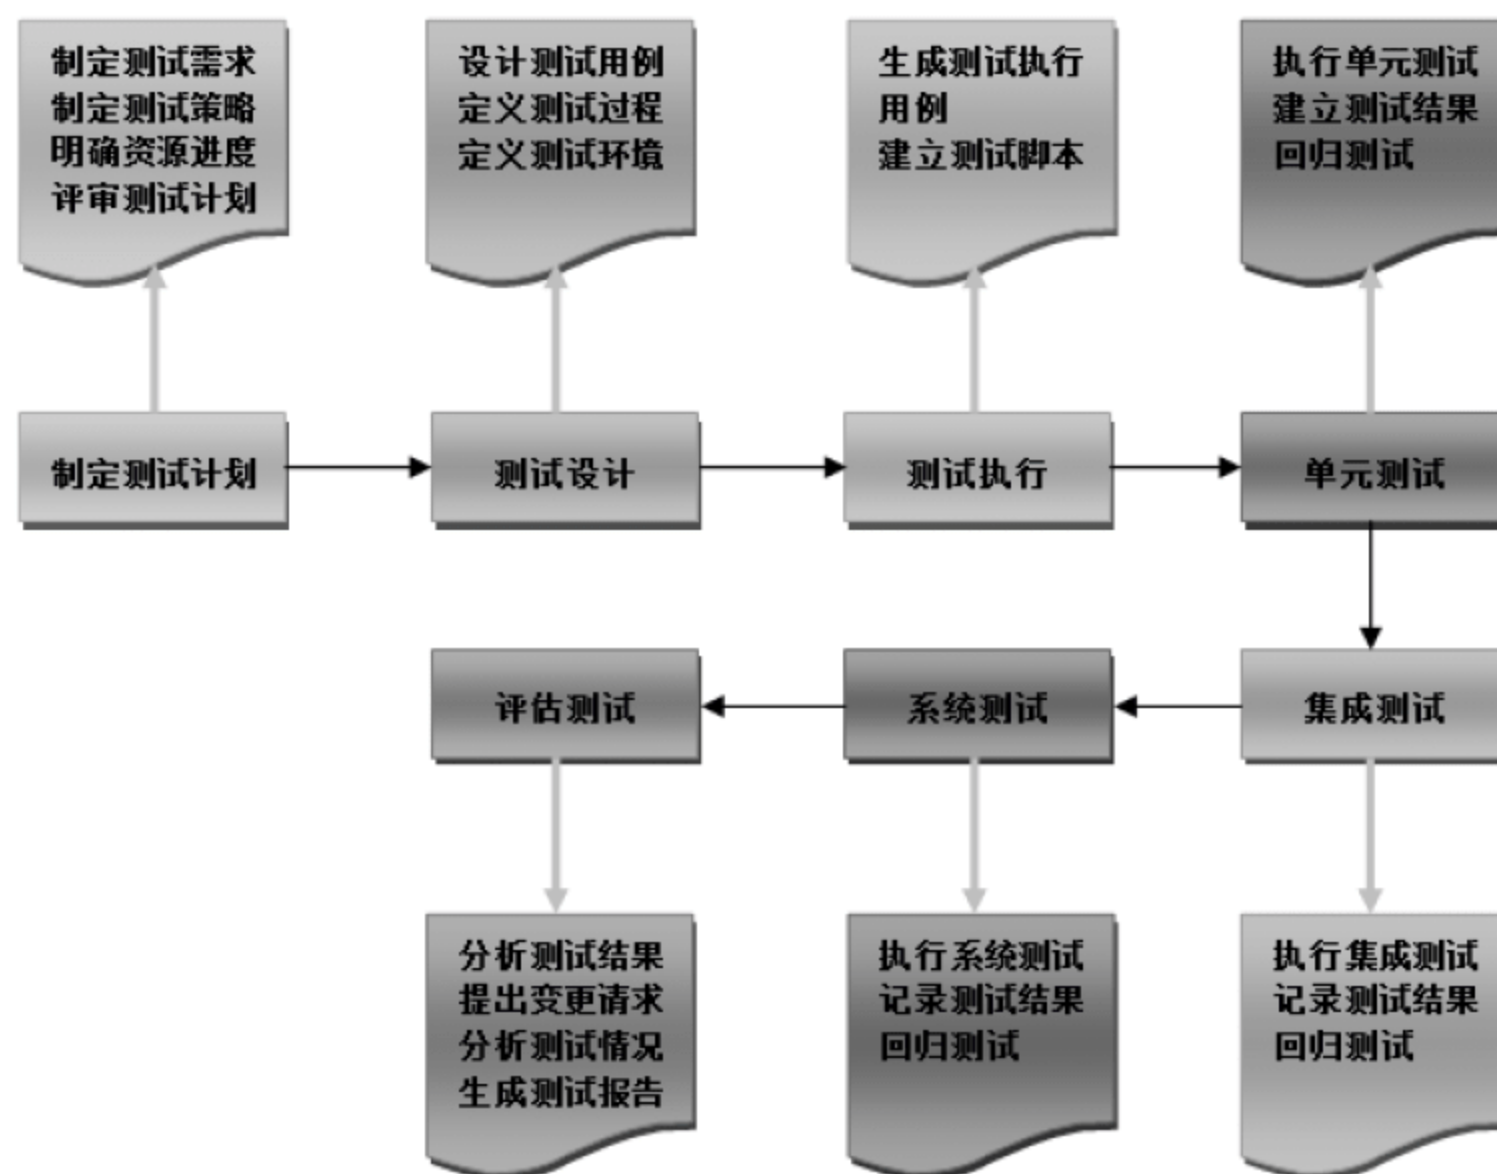 制定测试需求
制定测试策略
明确资源进度
评审测试计划
设计测试用例
定义测试过程
定义测试环境
生成测试执行
用例
建立测试脚本
执行单元测试
建立测试结果
回归测试
制定测试计划
测试设计
测试执行
单元测试
评估测试
系统测试
集成测试
分析测试结果
提出变更请求
分析测试情况
生成测试报告
执行系统测试
记录测试结果
回归测试
执行集成测试
记录测试结果
回归测试